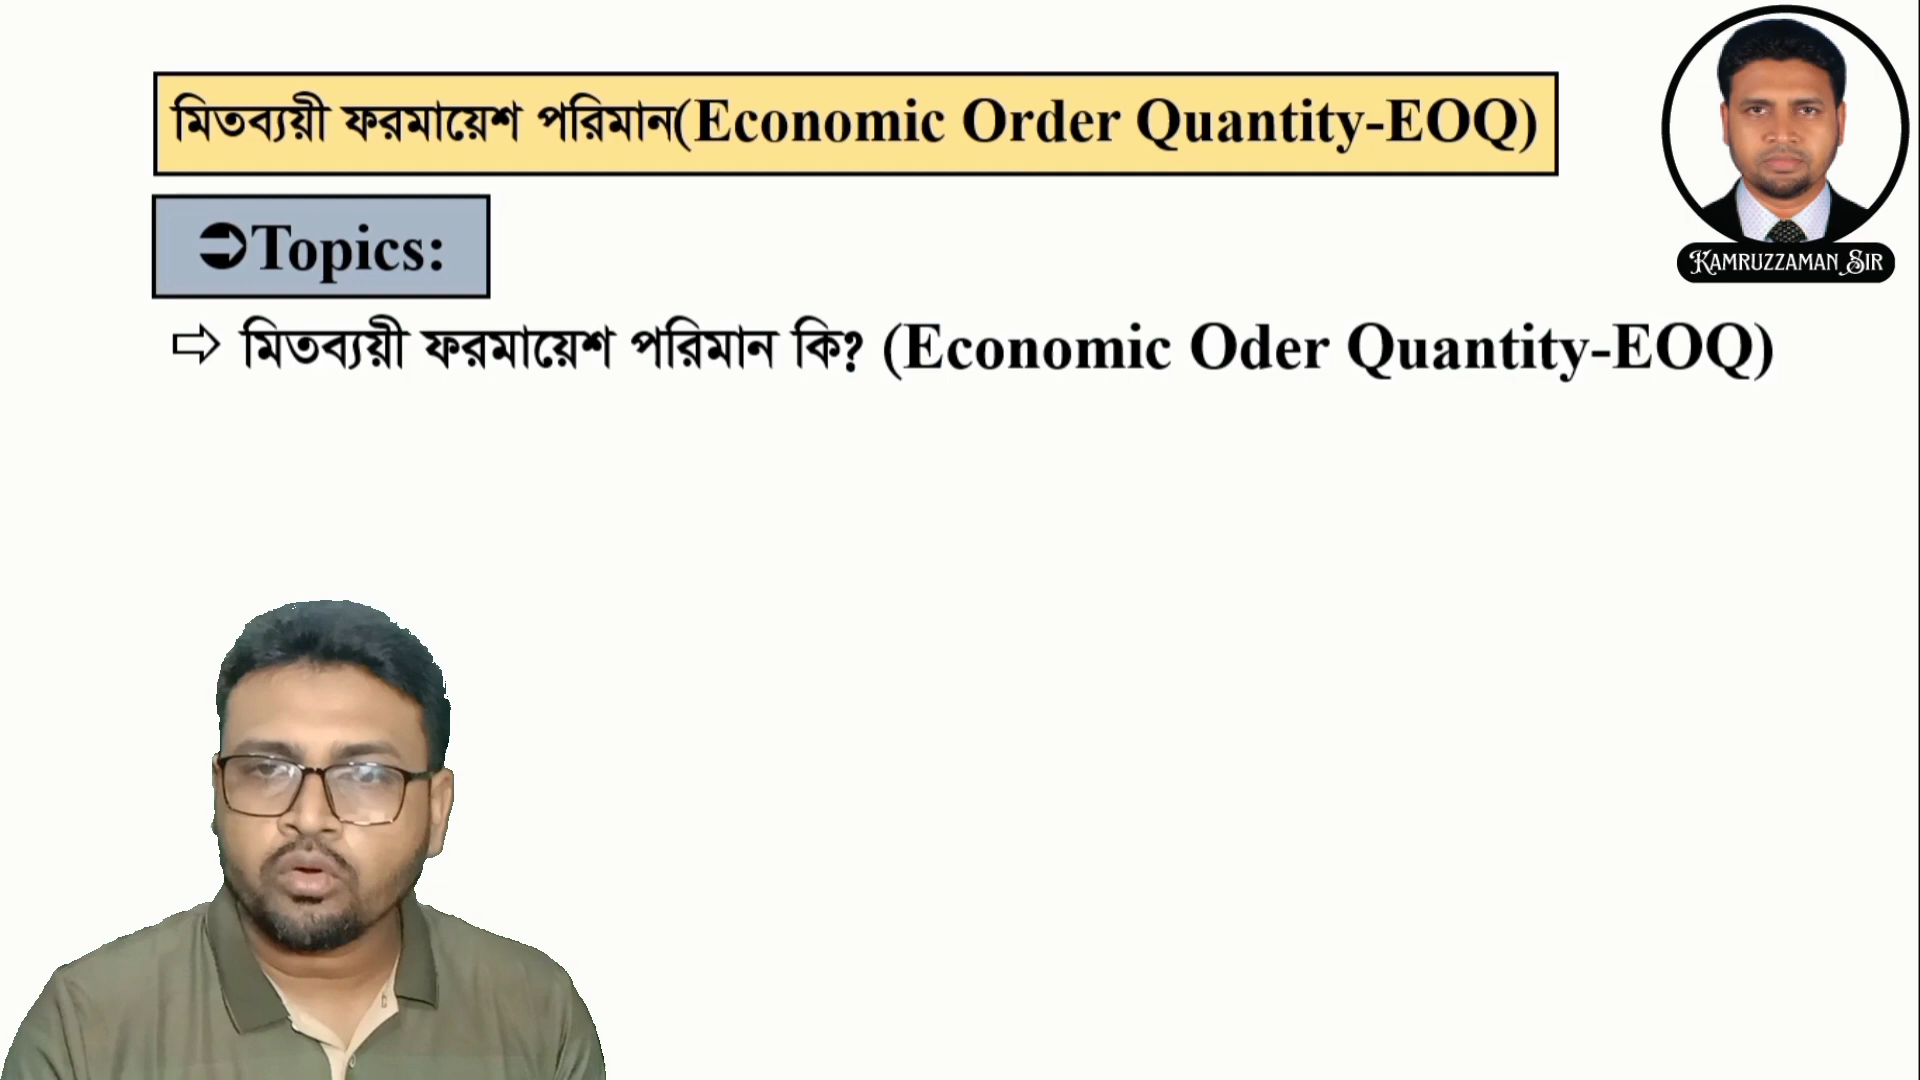 মিতব্যয়ী ফরমায়েশ পরিমান(Economic Order Quantity-EOQ)
➲Topics:
⇨ মিতব্যয়ী ফরমায়েশ পরিমান কি? (Economic Oder Quantity-EOQ)
KAMRUZZAMAN SIR